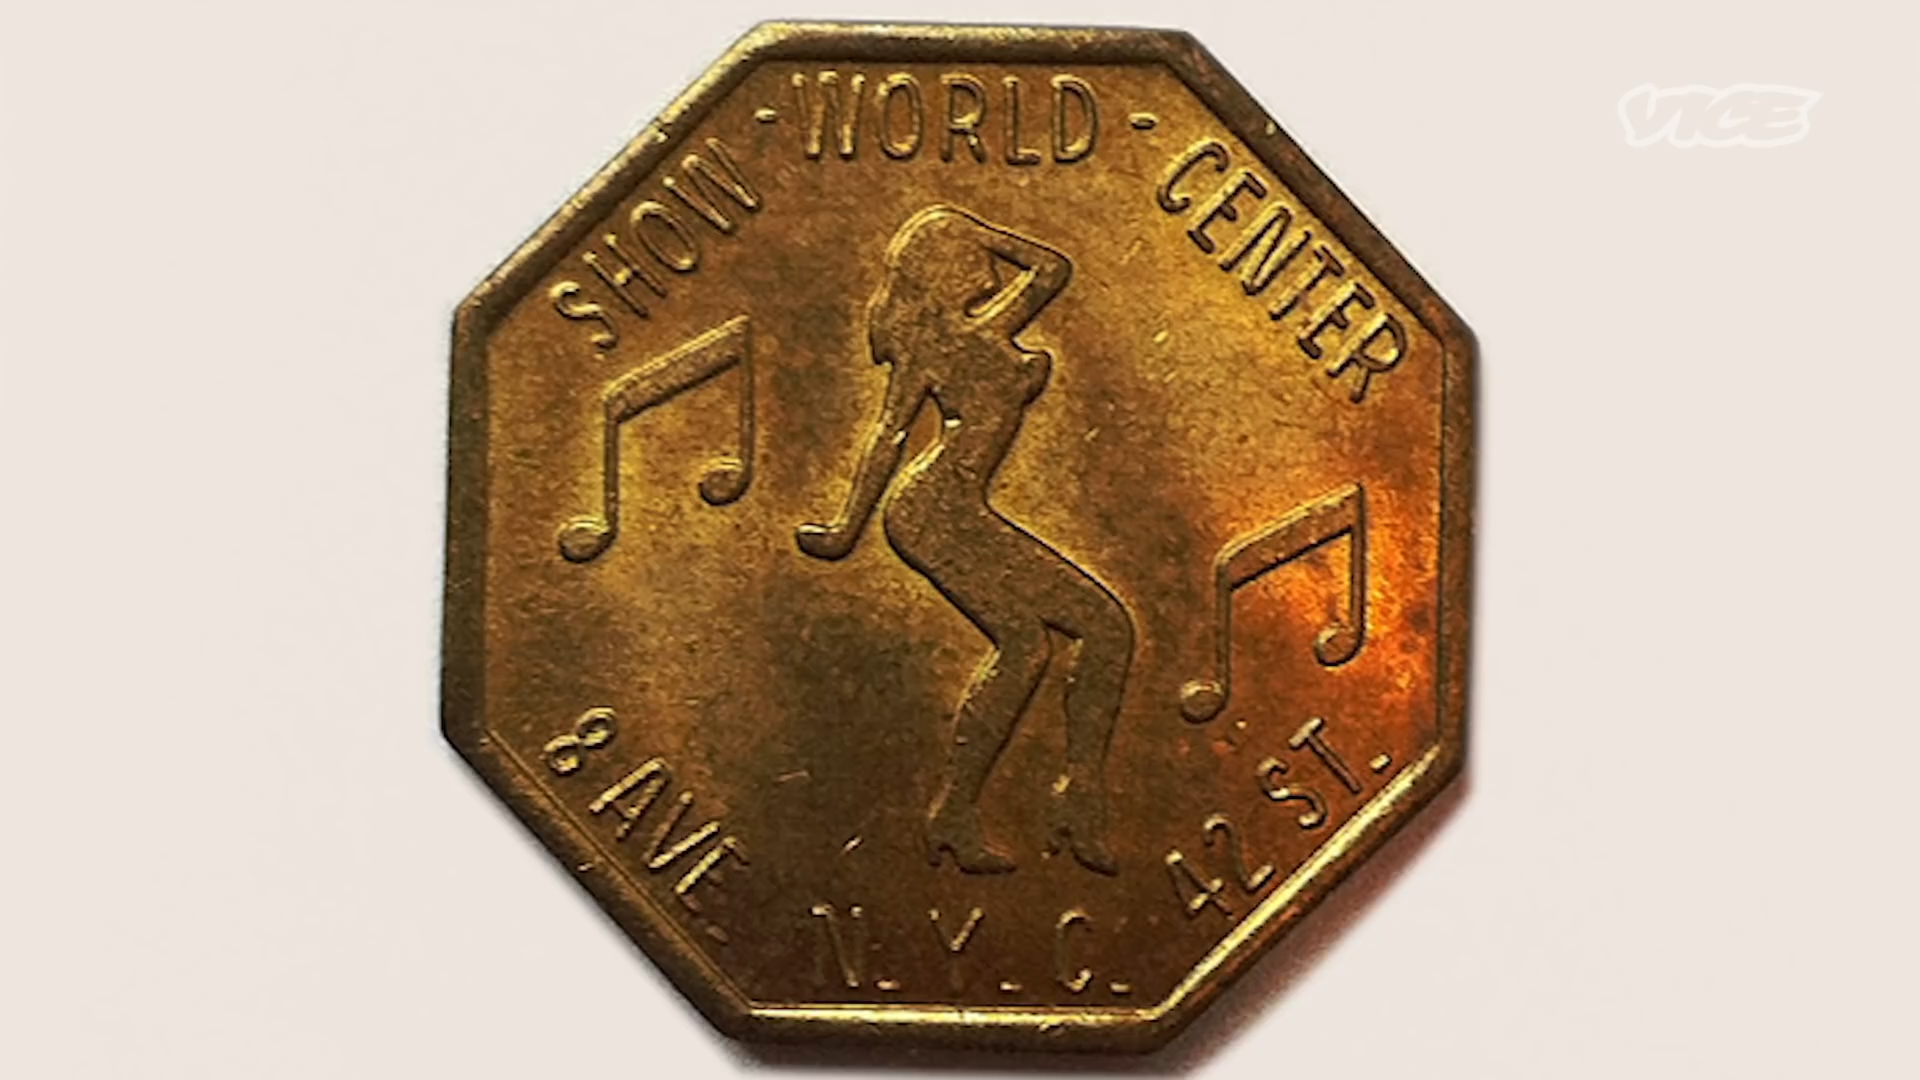 SHOW - WORLD - CENTER
8 AVE. N.Y.C. 42 ST.
VICE